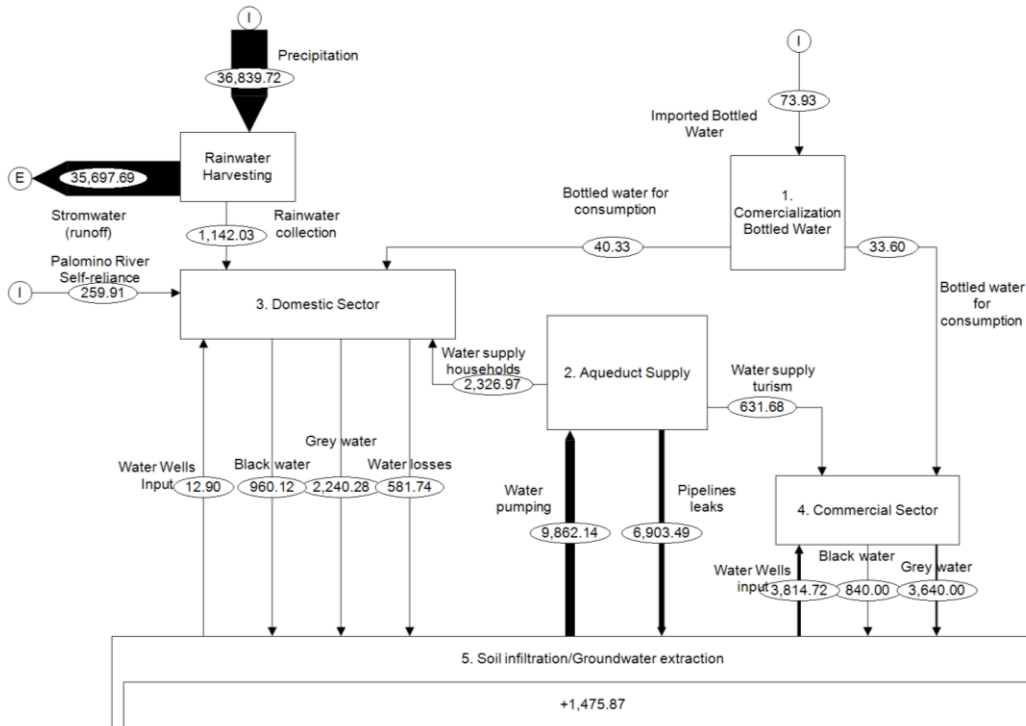 I
Precipitation
36,839.72
Rainwater
Harvesting
E
35,697.69
Stromwater
(runoff)
Rainwater
collection
1,142.03
Palomino River
Self-reliance
I
259.91
3. Domestic Sector
I
73.93
Imported Bottled
Water
1.
Comercialization
Bottled Water
Bottled water for
consumption
40.33
33.60
Bottled water
for
consumption
Water supply
households
2,326.97
2. Aqueduct Supply
Water supply
turism
631.68
Water Wells
Input
12.90
Black water
960.12
Grey water
2,240.28
Water losses
581.74
Water
pumping
9,862.14
Pipelines
leaks
6,903.49
4. Commercial Sector
Water Wells
input
3,814.72
Black water
840.00
Grey water
3,640.00
5. Soil infiltration/Groundwater extraction
+1,475.87